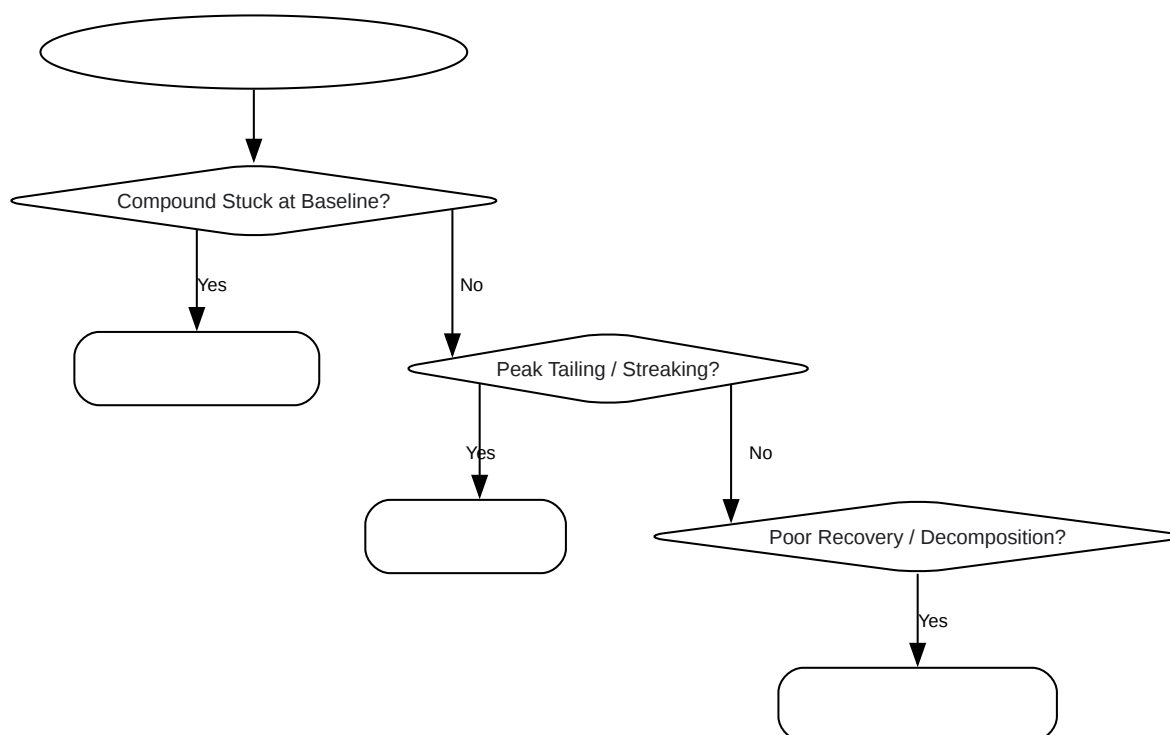 Compound Stuck at Baseline?
Yes
No
Peak Tailing / Streaking?
Yes
No
Poor Recovery / Decomposition?
Yes